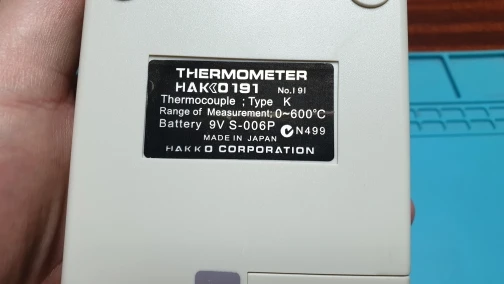 THERMOMETER
HAKKO 191 No.191
Thermocouple ; Type K
Range of Measurement; 0~600°C
Battery 9V S-006P N499
MADE IN JAPAN
HAKKO CORPORATION